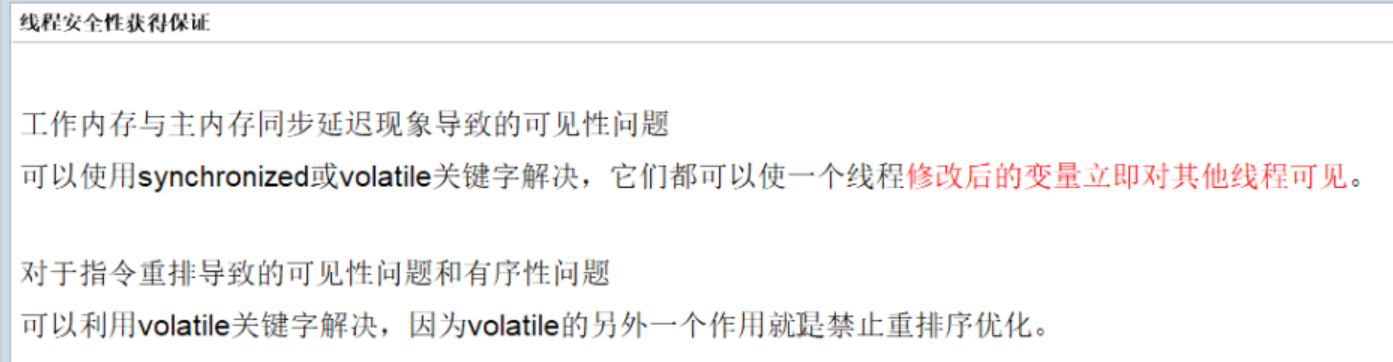 线程安全性获得保证
工作内存与主内存同步延迟现象导致的可见性问题
可以使用synchronized或volatile关键字解决，它们都可以使一个线程修改后的变量立即对其他线程可见。
对于指令重排导致的可见性问题和有序性问题
可以利用volatile关键字解决，因为volatile的另外一个作用就是禁止重排序优化。